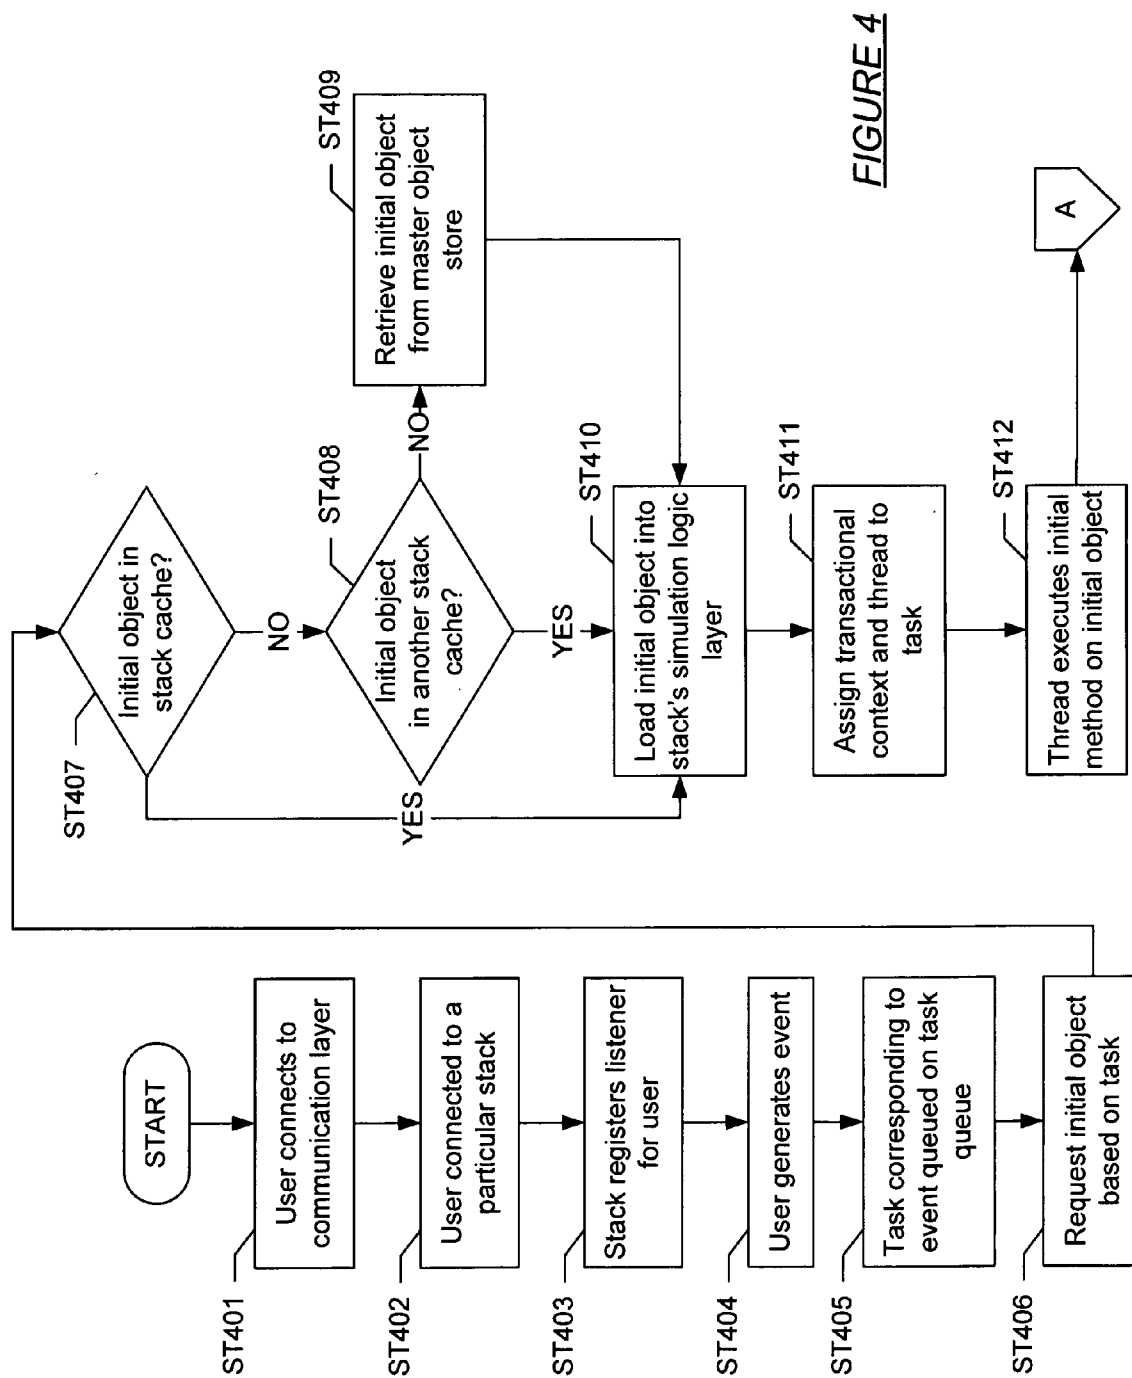 START
ST401
User connects to
communication layer
ST402
User connected to a
particular stack
ST403
Stack registers listener
for user
ST404
User generates event
ST405
Task corresponding to
event queued on task
queue
ST406
Request initial object
based on task
ST407
Initial object in
stack cache?
NO
YES
ST408
Initial object
in another stack
cache?
NO
YES
ST409
Retrieve initial object
from master object
store
ST410
Load initial object into
stack's simulation logic
layer
ST411
Assign transactional
context and thread to
task
ST412
Thread executes initial
method on initial object
A
FIGURE 4